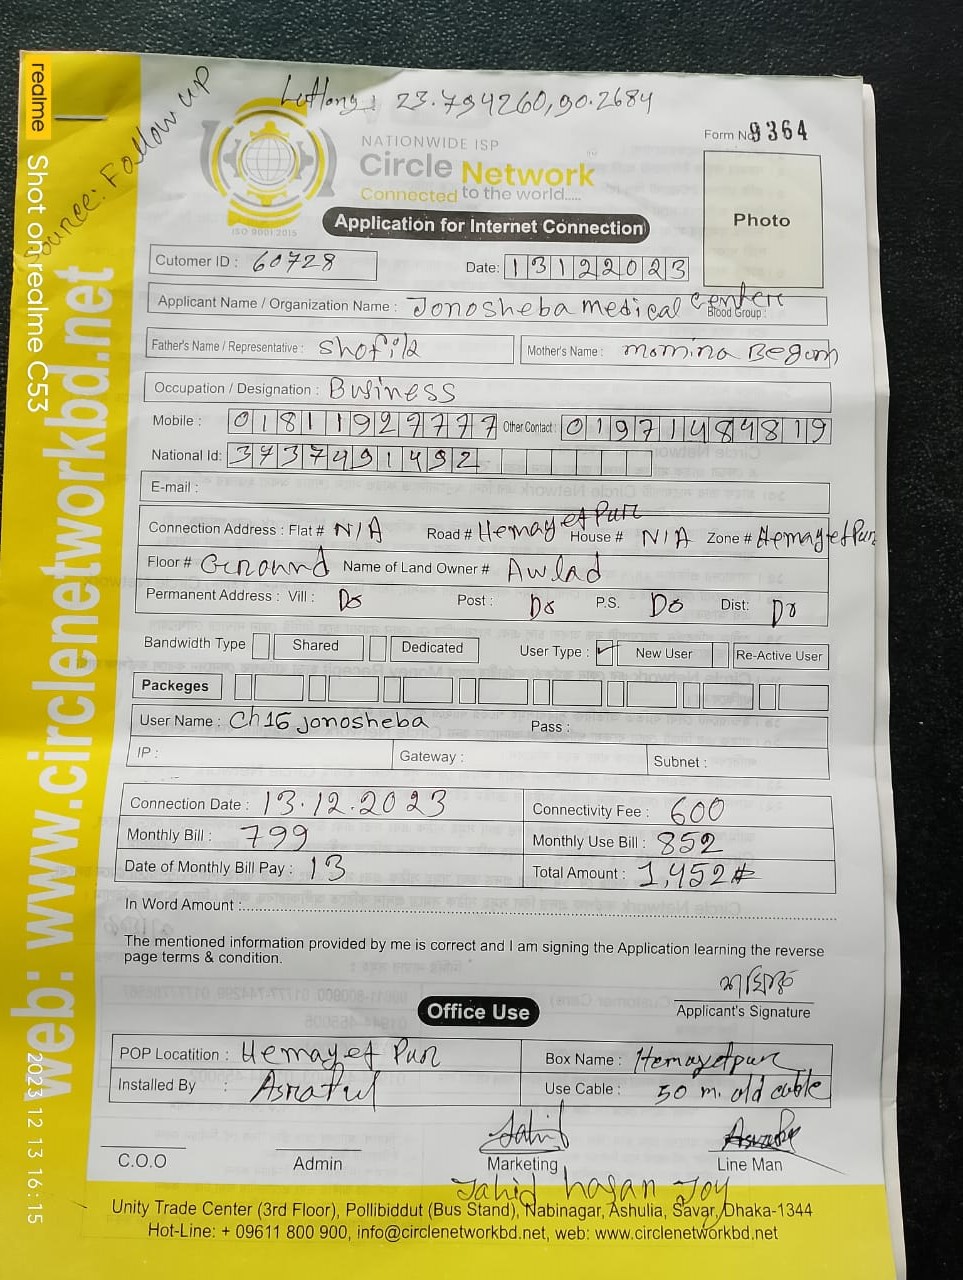 realme Shot on realme C53
2023 12 13 16:15
web: www.circlenetworkbd.net
Source: Follow UP
Latlong: 23.794260,90.2684
NATIONWIDE ISP
Circle Network
Connected to the world.....
ISO 9001:2015
Form No 9364
Photo
Application for Internet Connection
Cutomer ID : 60728
Date: 13122023
Applicant Name / Organization Name : Jonosheba medical Centere
Blood Group :
Father's Name / Representative : Shofik
Mother's Name : momina Begom
Occupation / Designation : Business
Mobile : 01811929777 Other Contact : 01971484819
National Id: 3737491492
E-mail :
Connection Address : Flat # N/A Road # Hemayet Pur House # N/A Zone # Hemayet Pur
Floor # Ground Name of Land Owner # Awlad
Permanent Address : Vill : Do Post : Do P.S. Do Dist: Do
Bandwidth Type Shared Dedicated User Type : ✓ New User Re-Active User
Packeges
User Name : Ch16 jonosheba Pass :
IP : Gateway : Subnet :
Connection Date : 13.12.2023 Connectivity Fee : 600
Monthly Bill : 799 Monthly Use Bill : 852
Date of Monthly Bill Pay : 13 Total Amount : 1,452#
In Word Amount :
The mentioned information provided by me is correct and I am signing the Application learning the reverse
page terms & condition.
Applicant's Signature
Office Use
POP Locatition : Hemayet Pur Box Name : Hemayetpur
Installed By : Asraful Use Cable : 50 m. old cable
C.O.O Admin Marketing Line Man
Jahid hasan Joy
Unity Trade Center (3rd Floor), Pollibiddut (Bus Stand), Nabinagar, Ashulia, Savar, Dhaka-1344
Hot-Line: + 09611 800 900, info@circlenetworkbd.net, web: www.circlenetworkbd.net